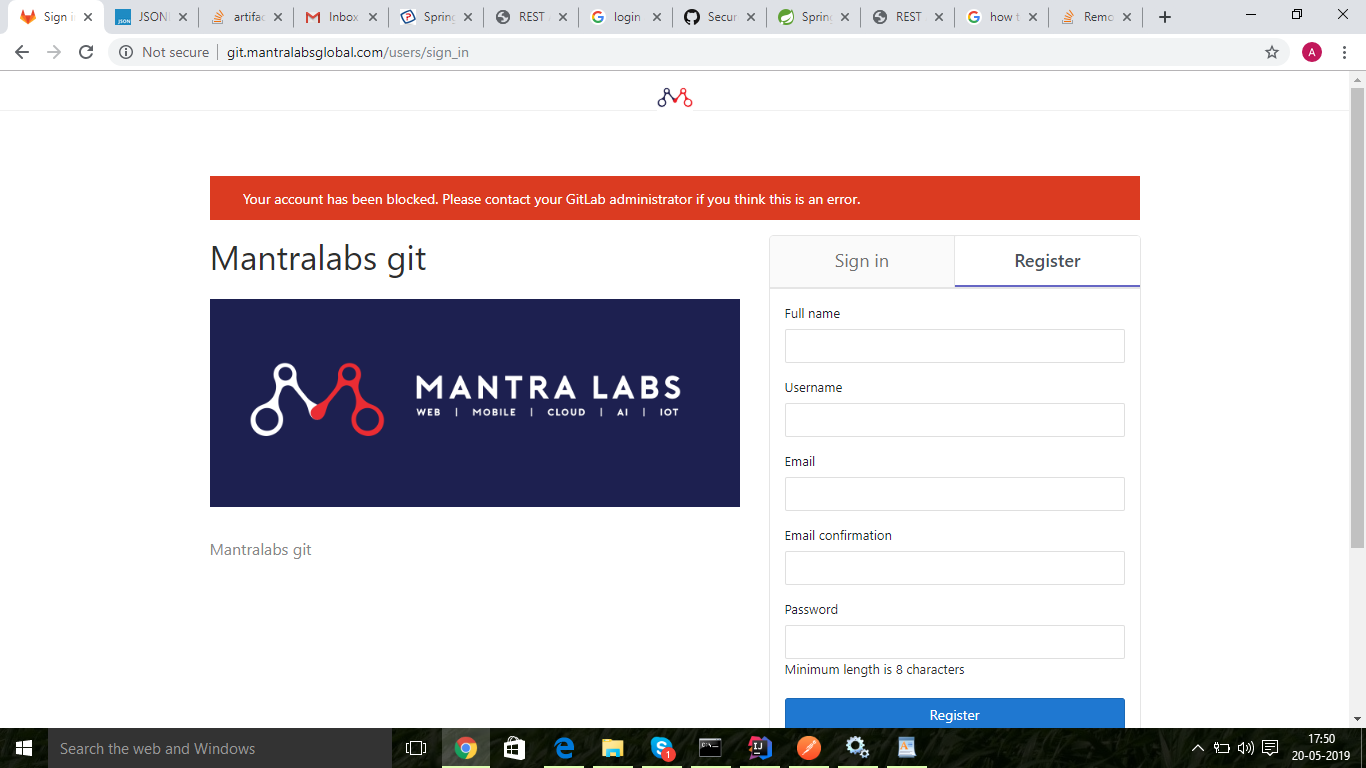 Sign i
JSON
artifac
Inbox
Spring
REST
login
Secur
Spring
REST
how t
Remo
Not secure
git.mantralabsglobal.com/users/sign_in
A
Your account has been blocked. Please contact your GitLab administrator if you think this is an error.
Mantralabs git
MANTRA LABS
WEB | MOBILE | CLOUD | AI | IOT
Mantralabs git
Sign in
Register
Full name
Username
Email
Email confirmation
Password
Minimum length is 8 characters
Register
Search the web and Windows
1
17:50
20-05-2019